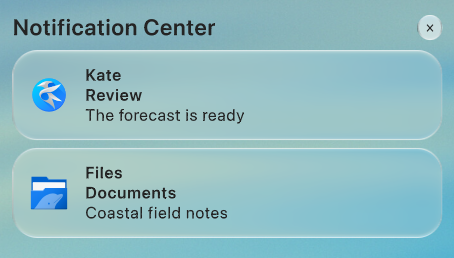 Notification Center
Kate
Review
The forecast is ready
Files
Documents
Coastal field notes